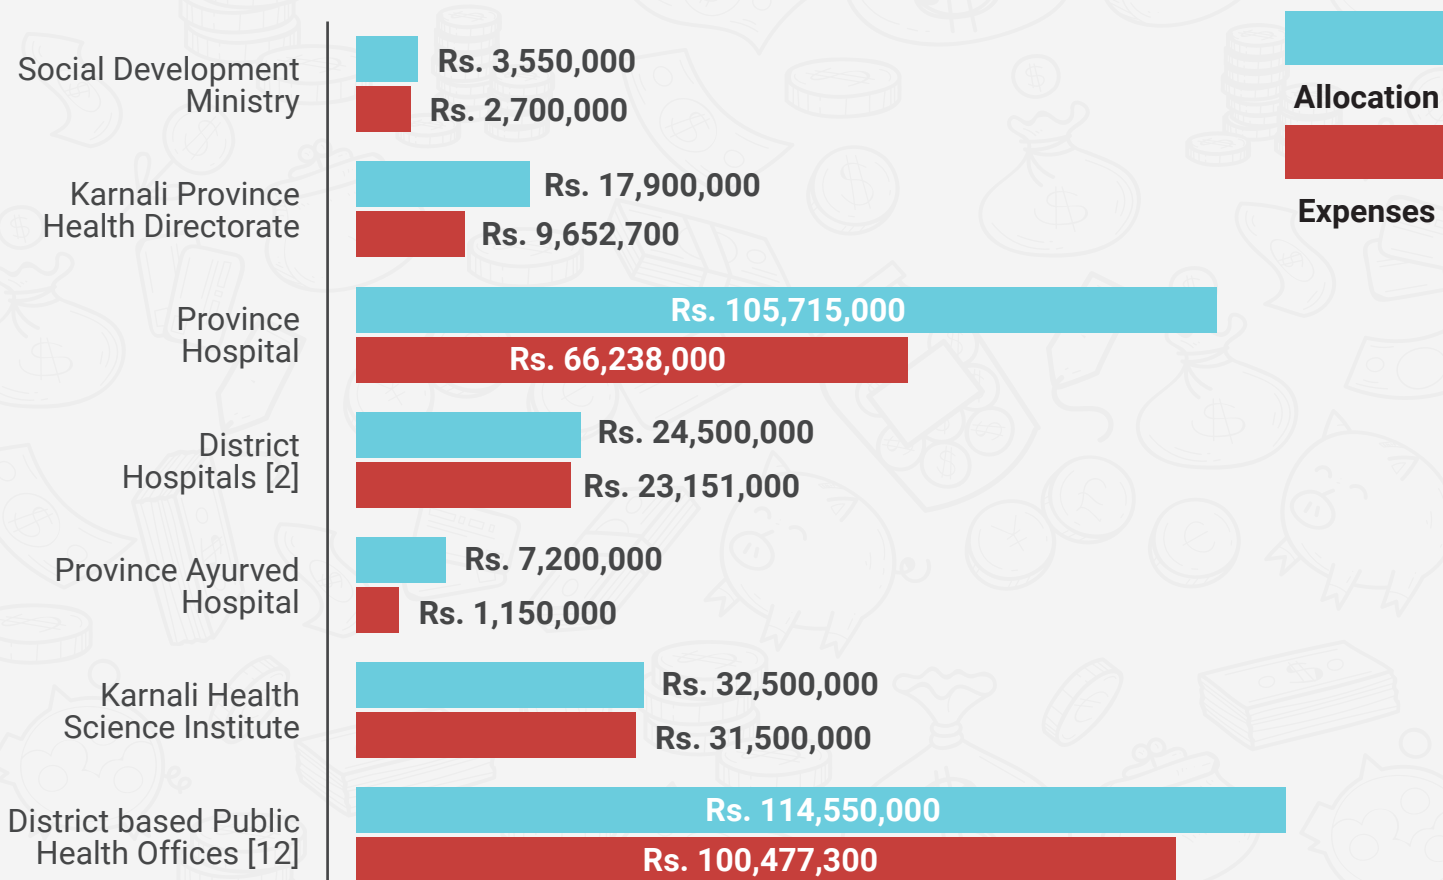 Social Development
Ministry
Rs. 3,550,000
Rs. 2,700,000
Allocation
Expenses
Karnali Province
Health Directorate
Rs. 17,900,000
Rs. 9,652,700
Province
Hospital
Rs. 105,715,000
Rs. 66,238,000
District
Hospitals [2]
Rs. 24,500,000
Rs. 23,151,000
Province Ayurved
Hospital
Rs. 7,200,000
Rs. 1,150,000
Karnali Health
Science Institute
Rs. 32,500,000
Rs. 31,500,000
District based Public
Health Offices [12]
Rs. 114,550,000
Rs. 100,477,300